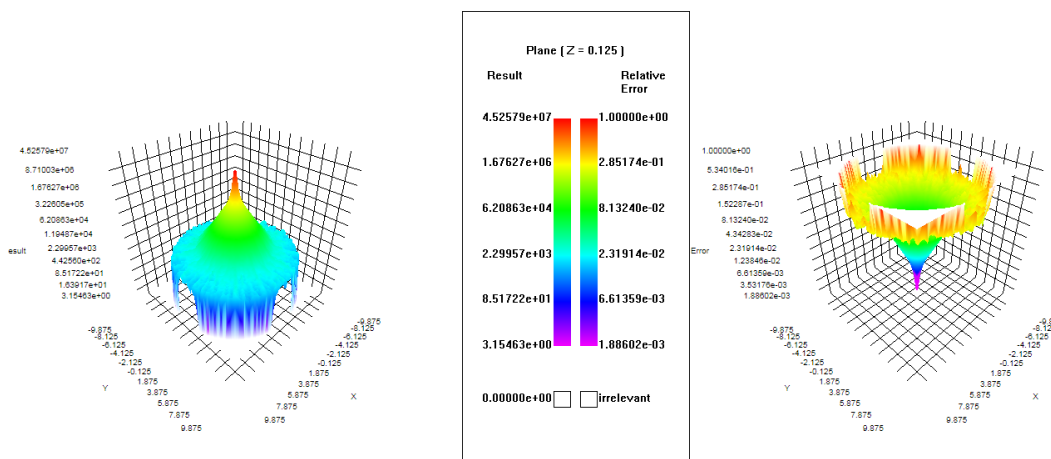 4.52579e+07
8.71003e+06
1.67627e+06
3.22605e+05
6.20863e+04
1.19487e+04
2.29957e+03
4.42560e+02
8.51722e+01
1.63917e+01
3.15463e+00
esult
-9.875
-8.125
-6.125
-4.125
-2.125
-0.125
1.875
3.875
5.875
7.875
9.875
Y
-9.875
-8.125
-6.125
-4.125
-2.125
-0.125
1.875
3.875
5.875
7.875
9.875
X
Plane ( Z = 0.125 )
Result Relative
Error
4.52579e+07 1.00000e+00
1.67627e+06 2.85174e-01
6.20863e+04 8.13240e-02
2.29957e+03 2.31914e-02
8.51722e+01 6.61359e-03
3.15463e+00 1.88602e-03
0.00000e+00 irrelevant
1.00000e+00
5.34016e-01
2.85174e-01
1.52287e-01
8.13240e-02
4.34283e-02
2.31914e-02
1.23846e-02
6.61359e-03
3.53176e-03
1.88602e-03
Error
-9.875
-8.125
-6.125
-4.125
-2.125
-0.125
1.875
3.875
5.875
7.875
9.875
Y
-9.875
-8.125
-6.125
-4.125
-2.125
-0.125
1.875
3.875
5.875
7.875
9.875
X